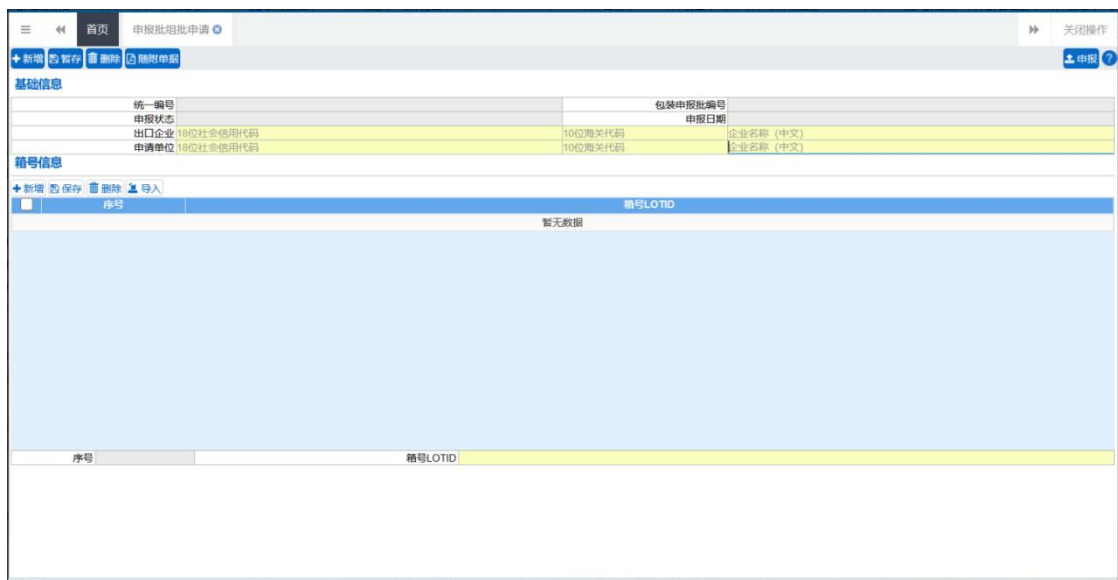 首页 申报批组批申请 关闭操作
新增 暂存 删除 随附单据 申报 ?
基础信息
统一编号 包装申报批编号
申报状态 申报日期
出口企业 18位社会信用代码 10位海关代码 企业名称（中文）
申请单位 18位社会信用代码 10位海关代码 企业名称（中文）
箱号信息
新增 保存 删除 导入
序号 箱号LOTID
暂无数据
序号 箱号LOTID